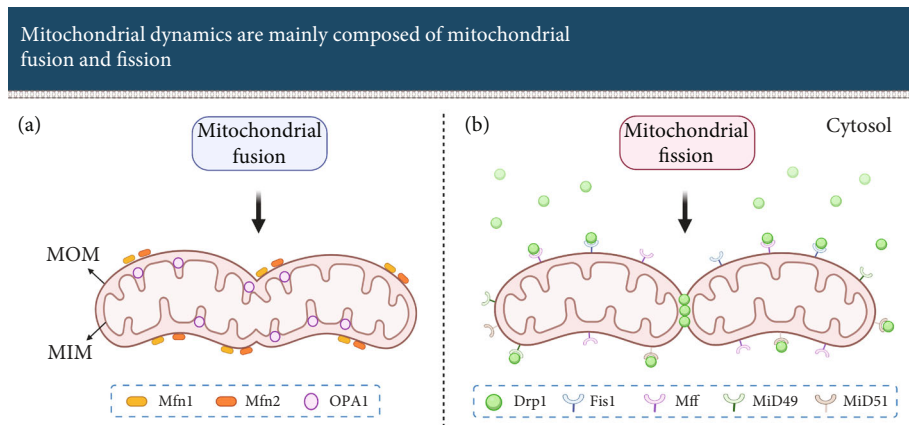 Mitochondrial dynamics are mainly composed of mitochondrial
fusion and fission
(a)
Mitochondrial
fusion
MOM
MIM
Mfn1
Mfn2
OPA1
(b)
Mitochondrial
fission
Cytosol
Drp1
Fis1
Mff
MiD49
MiD51